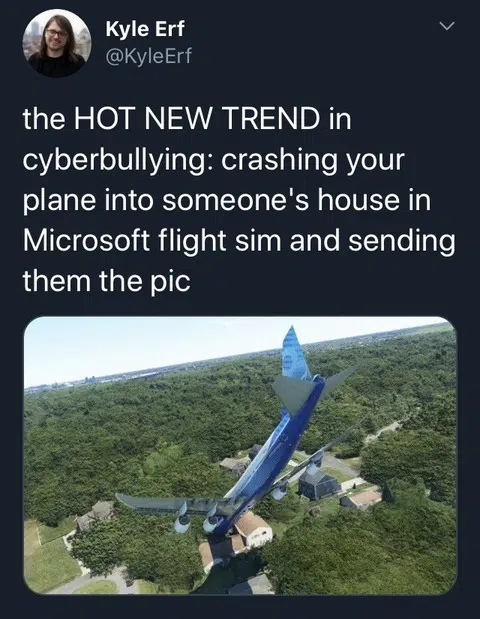 Kyle Erf
@KyleErf
the HOT NEW TREND in
cyberbullying: crashing your
plane into someone's house in
Microsoft flight sim and sending
them the pic